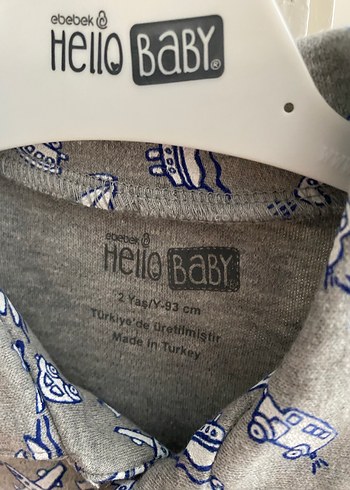 ebebek
Hello BABY®
ebebek
Hello BABY
2 Yaş/Y-93 cm
Türkiye'de üretilmiştir
Made in Turkey